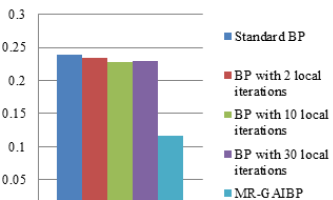 0.3
0.25
0.2
0.15
0.1
0.05
Standard BP
BP with 2 local
iterations
BP with 10 local
iterations
BP with 30 local
iterations
MR-GAIBP